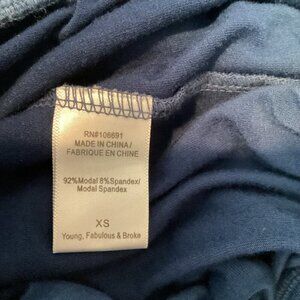 RN#106691
MADE IN CHINA/
FABRIQUE EN CHINE
92%Modal 8%Spandex/
Modal Spandex
XS
Young, Fabulous & Broke